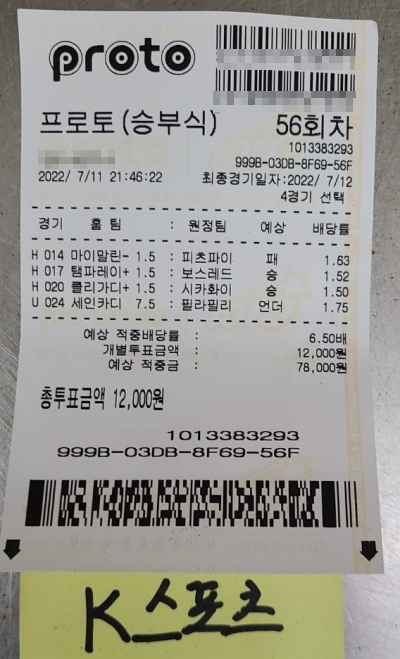 proto
프로토(승부식) 56회차
1013383293
999B-03DB-8F69-56F
2022/ 7/11 21:46:22 최종경기일자:2022/ 7/12
4경기 선택
경기 홈 팀 : 원정팀 예상 배당률
H 014 마이말린- 1.5 : 피츠파이 패 1.63
H 017 탬파레이+ 1.5 : 보스레드 승 1.52
H 020 클리가디+ 1.5 : 시카화이 승 1.50
U 024 세인카디 7.5 : 필라필리 언더 1.75
예상 적중배당률 : 6.50배
개별투표금액 12,000원
예상 적중금 : 78,000원
총투표금액 12,000원
1013383293
999B-03DB-8F69-56F
K스포츠